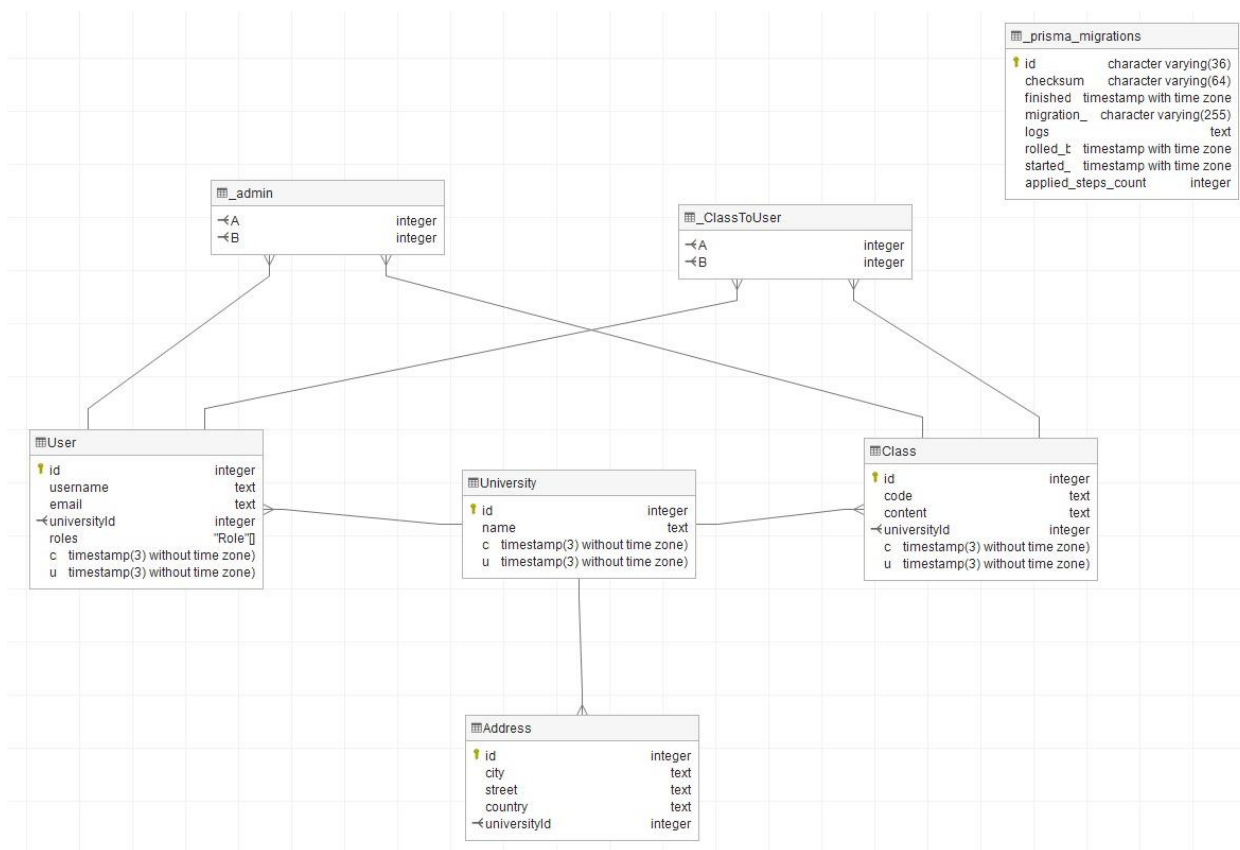 _prisma_migrations
id character varying(36)
checksum character varying(64)
finished timestamp with time zone
migration_ character varying(255)
logs text
rolled_t timestamp with time zone
started_ timestamp with time zone
applied_steps_count integer
_admin
A integer
B integer
_ClassToUser
A integer
B integer
User
id integer
username text
email text
universityId integer
roles "Role"[]
c timestamp(3) without time zone)
u timestamp(3) without time zone)
University
id integer
name text
c timestamp(3) without time zone)
u timestamp(3) without time zone)
Class
id integer
code text
content text
universityId integer
c timestamp(3) without time zone)
u timestamp(3) without time zone)
Address
id integer
city text
street text
country text
universityId integer